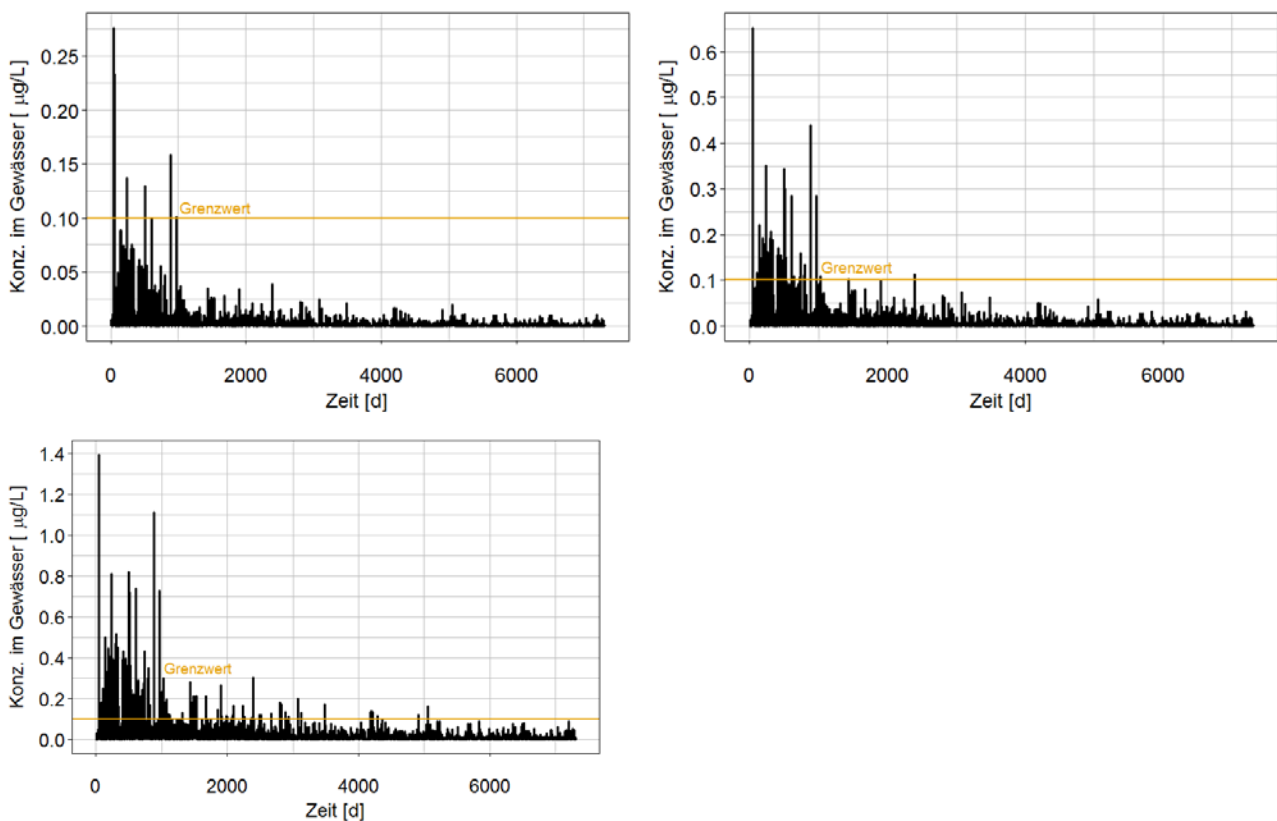 Konz. im Gewässer [ µg/L]
0.25
0.20
0.15
0.10
0.05
0.00
Grenzwert
0 2000 4000 6000
Zeit [d]
Konz. im Gewässer [ µg/L]
0.6
0.5
0.4
0.3
0.2
0.1
0.0
Grenzwert
0 2000 4000 6000
Zeit [d]
Konz. im Gewässer [ µg/L]
1.4
1.2
1.0
0.8
0.6
0.4
0.2
0.0
Grenzwert
0 2000 4000 6000
Zeit [d]